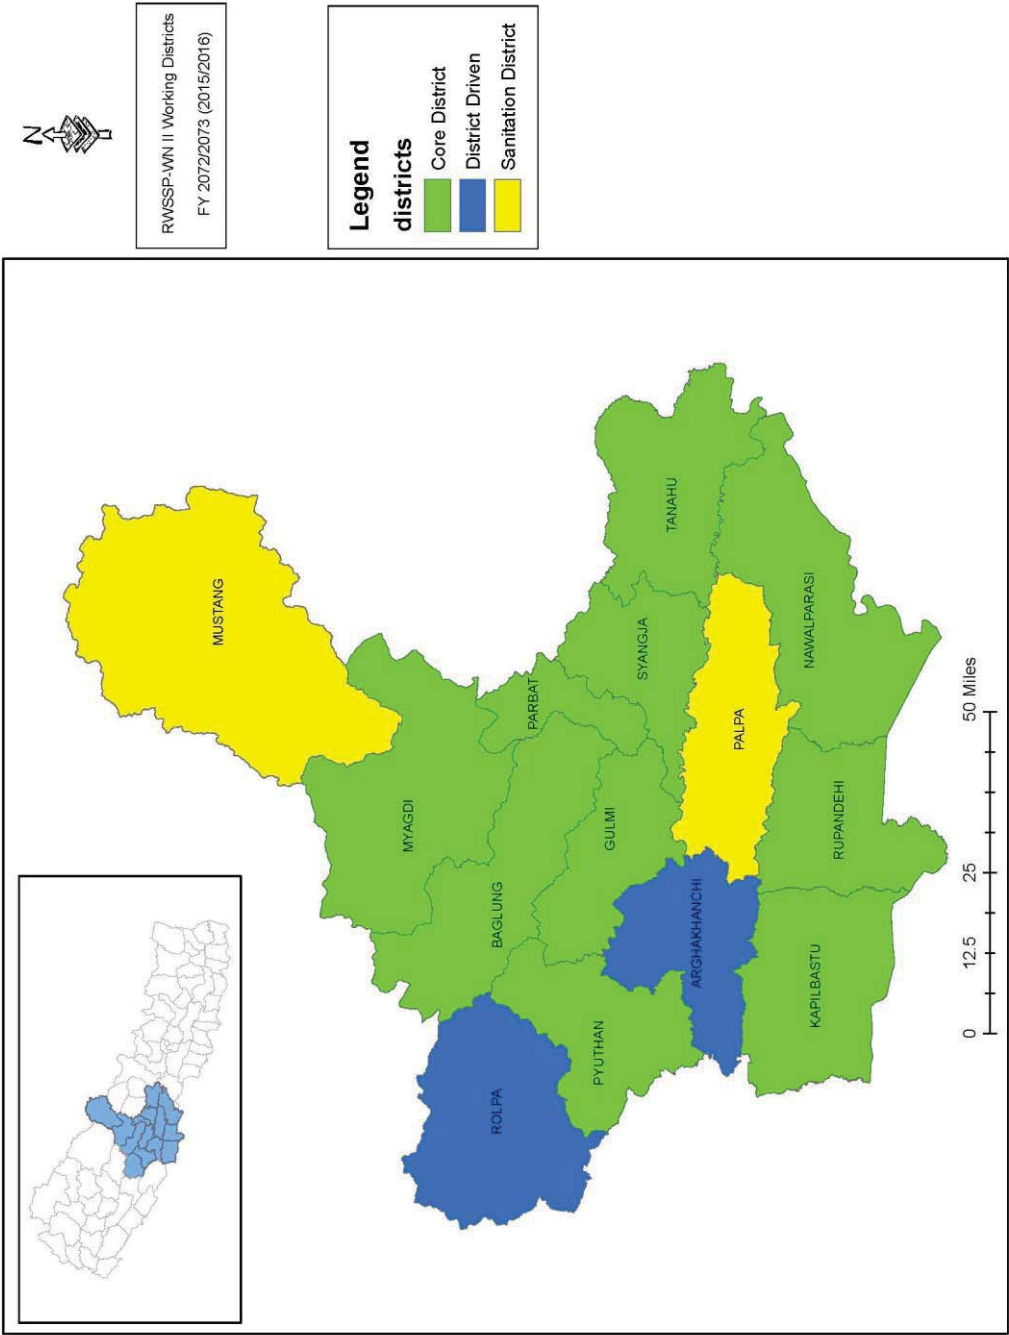 N
RWSSP-WN II Working Districts
FY 2072/2073 (2015/2016)
Legend
districts
Core District
District Driven
Sanitation District
MUSTANG
MYAGDI
PARBAT
BAGLUNG
TANAHU
SYANGJA
GULMI
ROLPA
PYUTHAN
ARGHAKHANCHI
PALPA
NAWALPARASI
RUPANDEHI
KAPILBASTU
0 12.5 25 50 Miles